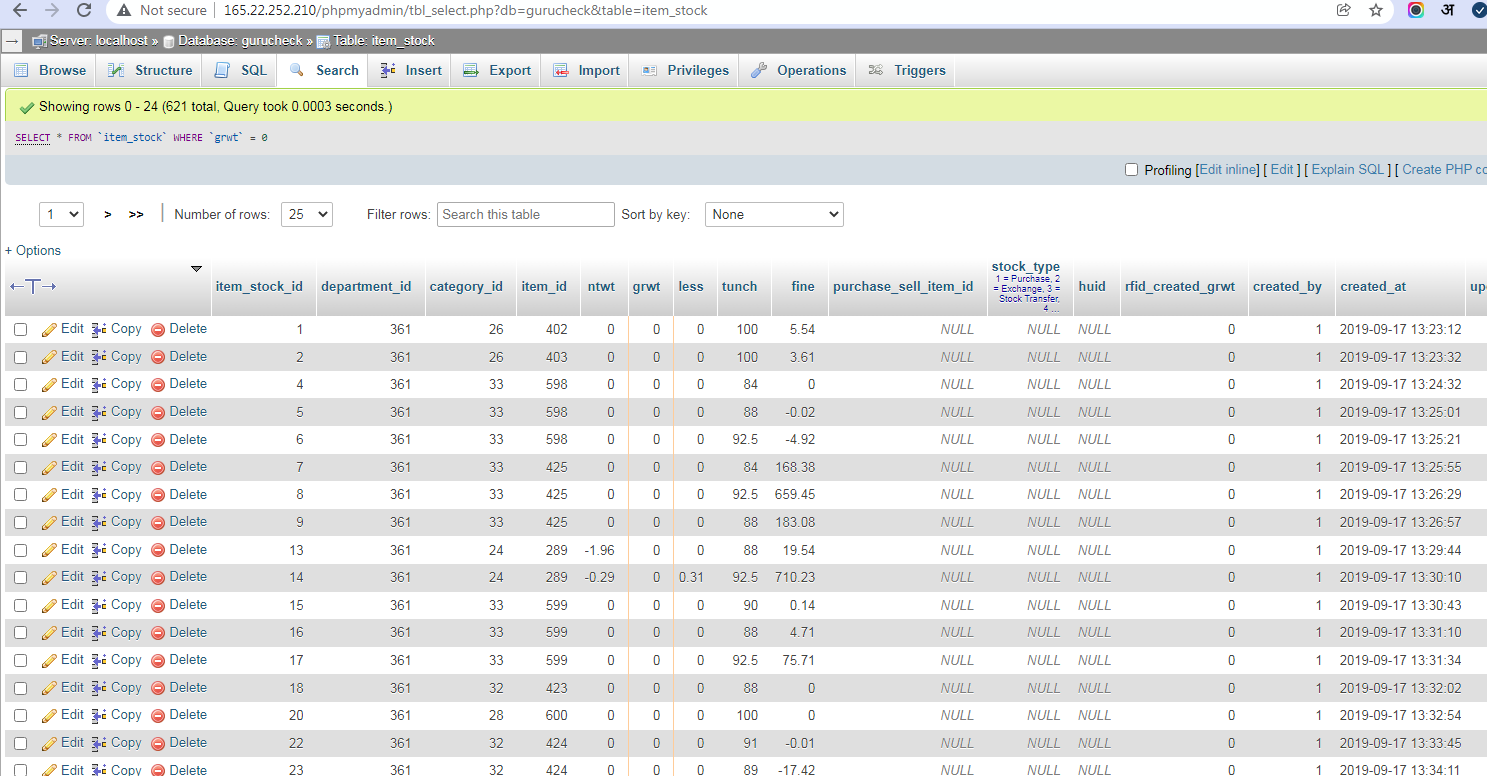 Not secure 165.22.252.210/phpmyadmin/tbl_select.php?db=gurucheck&table=item_stock अ
Server: localhost » Database: gurucheck » Table: item_stock
Browse Structure SQL Search Insert Export Import Privileges Operations Triggers
Showing rows 0 - 24 (621 total, Query took 0.0003 seconds.)
SELECT * FROM `item_stock` WHERE `grwt` = 0
Profiling [Edit inline] [ Edit ] [ Explain SQL ] [ Create PHP co
1 > >> Number of rows: 25 Filter rows: Search this table Sort by key: None
+ Options
←T→ item_stock_id department_id category_id item_id ntwt grwt less tunch fine purchase_sell_item_id stock_type 1 = Purchase, 2 = Exchange, 3 = Stock Transfer, 4 ... huid rfid_created_grwt created_by created_at up
Edit Copy Delete 1 361 26 402 0 0 0 100 5.54 NULL NULL NULL 0 1 2019-09-17 13:23:12
Edit Copy Delete 2 361 26 403 0 0 0 100 3.61 NULL NULL NULL 0 1 2019-09-17 13:23:32
Edit Copy Delete 4 361 33 598 0 0 0 84 0 NULL NULL NULL 0 1 2019-09-17 13:24:32
Edit Copy Delete 5 361 33 598 0 0 0 88 -0.02 NULL NULL NULL 0 1 2019-09-17 13:25:01
Edit Copy Delete 6 361 33 598 0 0 0 92.5 -4.92 NULL NULL NULL 0 1 2019-09-17 13:25:21
Edit Copy Delete 7 361 33 425 0 0 0 84 168.38 NULL NULL NULL 0 1 2019-09-17 13:25:55
Edit Copy Delete 8 361 33 425 0 0 0 92.5 659.45 NULL NULL NULL 0 1 2019-09-17 13:26:29
Edit Copy Delete 9 361 33 425 0 0 0 88 183.08 NULL NULL NULL 0 1 2019-09-17 13:26:57
Edit Copy Delete 13 361 24 289 -1.96 0 0 88 19.54 NULL NULL NULL 0 1 2019-09-17 13:29:44
Edit Copy Delete 14 361 24 289 -0.29 0 0.31 92.5 710.23 NULL NULL NULL 0 1 2019-09-17 13:30:10
Edit Copy Delete 15 361 33 599 0 0 0 90 0.14 NULL NULL NULL 0 1 2019-09-17 13:30:43
Edit Copy Delete 16 361 33 599 0 0 0 88 4.71 NULL NULL NULL 0 1 2019-09-17 13:31:10
Edit Copy Delete 17 361 33 599 0 0 0 92.5 75.71 NULL NULL NULL 0 1 2019-09-17 13:31:34
Edit Copy Delete 18 361 32 423 0 0 0 88 0 NULL NULL NULL 0 1 2019-09-17 13:32:02
Edit Copy Delete 20 361 28 600 0 0 0 100 0 NULL NULL NULL 0 1 2019-09-17 13:32:54
Edit Copy Delete 22 361 32 424 0 0 0 91 -0.01 NULL NULL NULL 0 1 2019-09-17 13:33:45
Edit Copy Delete 23 361 32 424 0 0 0 89 -17.42 NULL NULL NULL 0 1 2019-09-17 13:34:11